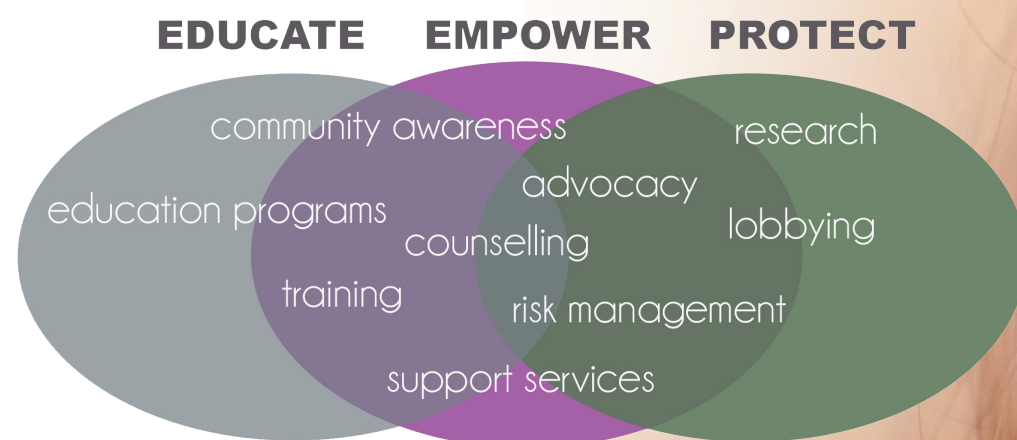 EDUCATE EMPOWER PROTECT
community awareness
research
advocacy
education programs
lobbying
counselling
training
risk management
support services